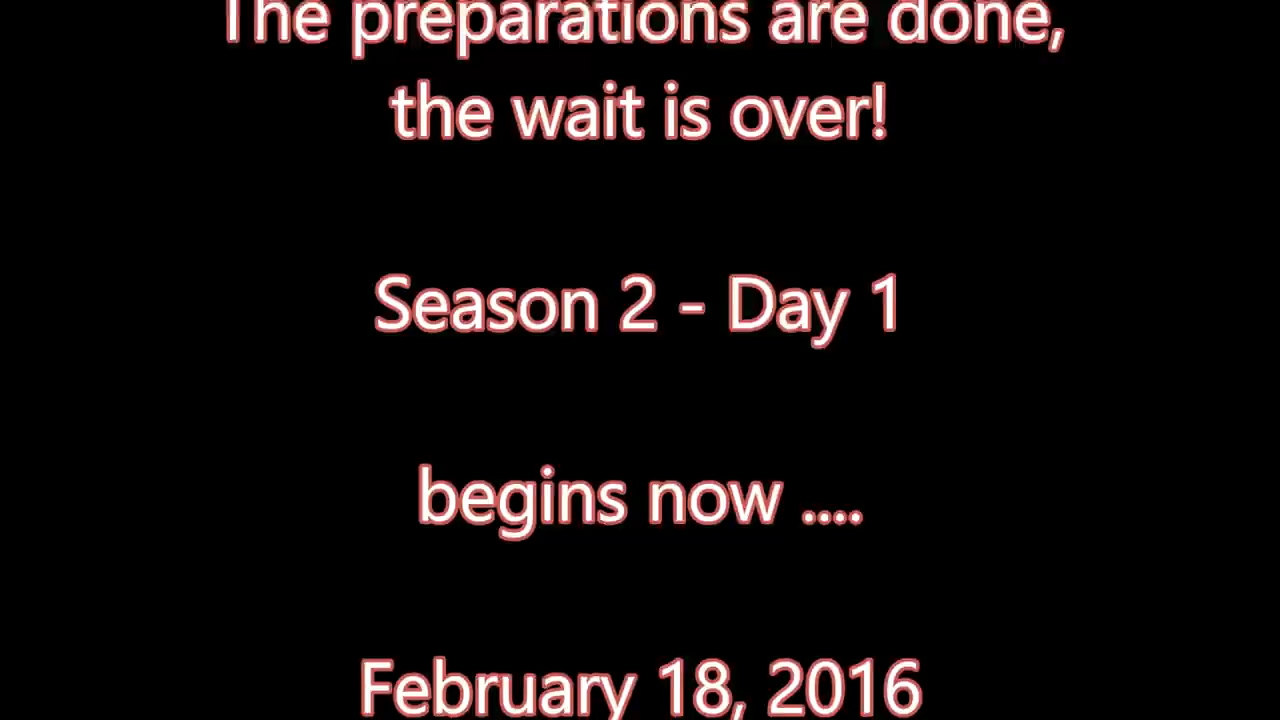 The preparations are done,
the wait is over!
Season 2 - Day 1
begins now ....
February 18, 2016